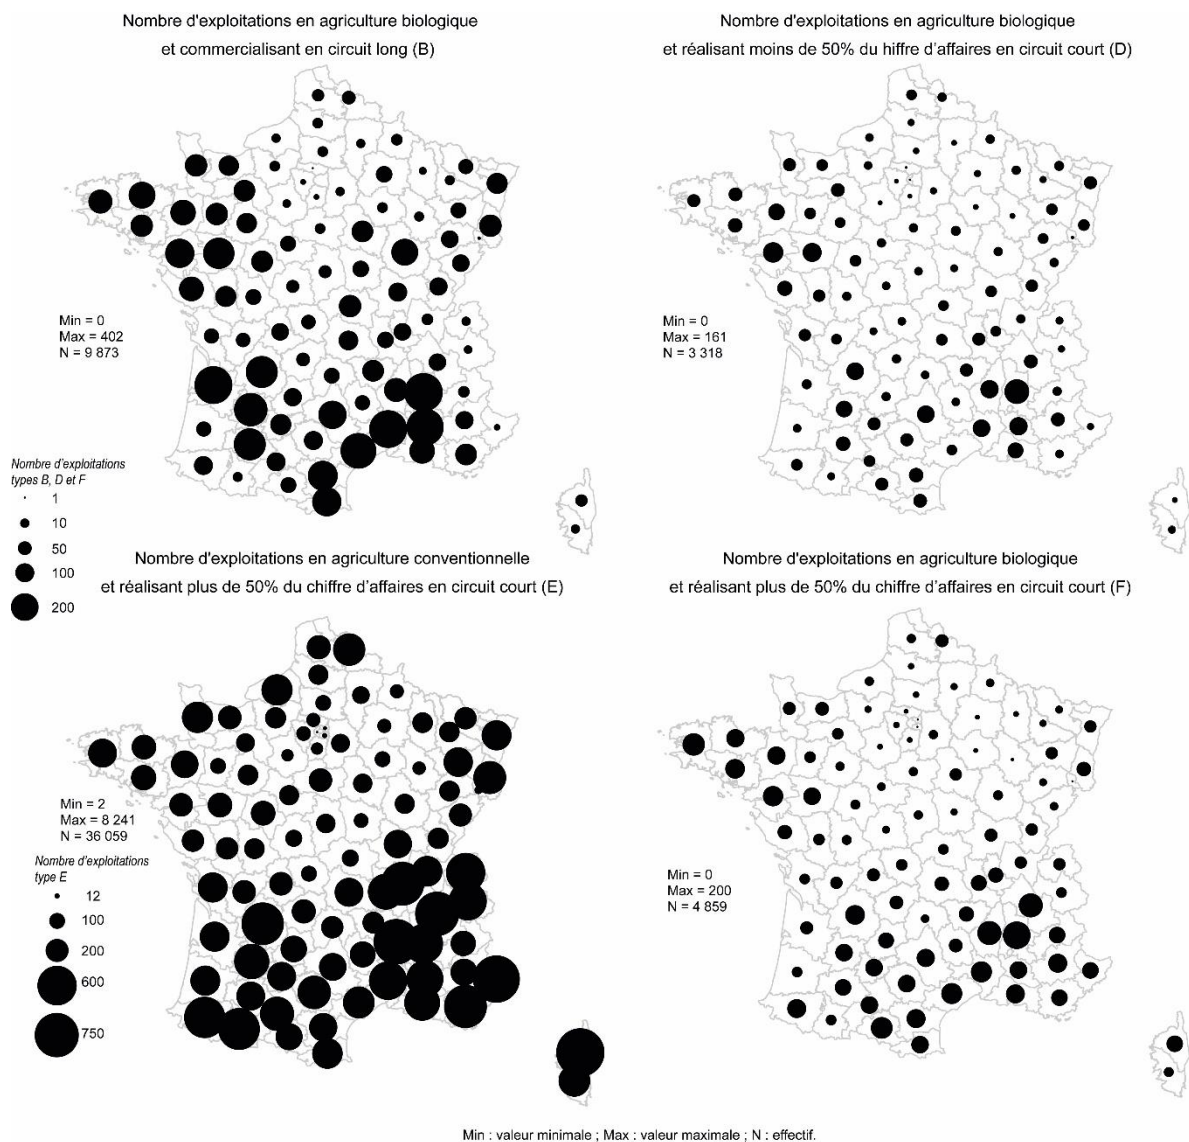 Nombre d'exploitations en agriculture biologique
et commercialisant en circuit long (B)
Nombre d'exploitations en agriculture biologique
et réalisant moins de 50% du hiffre d'affaires en circuit court (D)
Min = 0
Max = 402
N = 9 873
Min = 0
Max = 161
N = 3 318
Nombre d'exploitations
types B, D et F
1
10
50
100
200
Nombre d'exploitations en agriculture conventionnelle
et réalisant plus de 50% du chiffre d'affaires en circuit court (E)
Nombre d'exploitations en agriculture biologique
et réalisant plus de 50% du chiffre d'affaires en circuit court (F)
Min = 2
Max = 8 241
N = 36 059
Nombre d'exploitations
type E
12
100
200
600
750
Min = 0
Max = 200
N = 4 859
Min : valeur minimale ; Max : valeur maximale ; N : effectif.